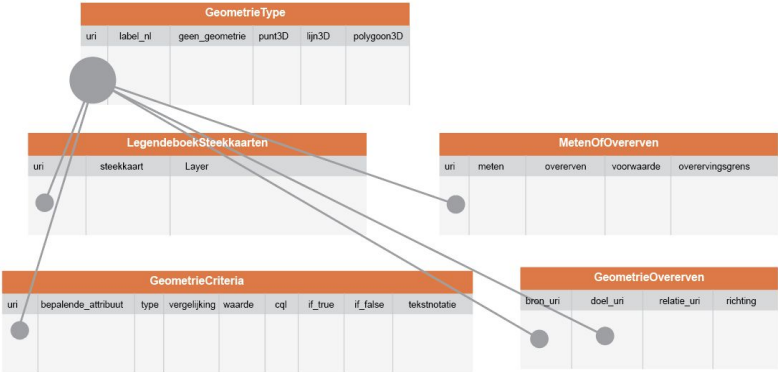 GeometrieType
uri label_nl geen_geometrie punt3D lijn3D polygoon3D
LegendeboekSteekkaarten
uri steekkaart Layer
MetenOfOvererven
uri meten overerven voorwaarde overervingsgrens
GeometrieCriteria
uri bepalende_attribuut type vergelijking waarde cql if_true if_false tekstnotatie
GeometrieOvererven
bron_uri doel_uri relatie_uri richting